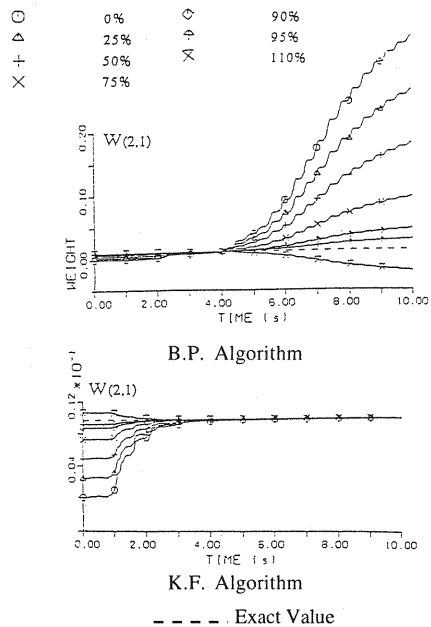 0% 90%
25% 95%
50% 110%
75%
W(2,1)
0.20
0.10
0.00
WEIGHT
0.00 2.00 4.00 6.00 8.00 10.00
TIME (s)
B.P. Algorithm
W(2,1)
0.12 × 10⁻¹
0.04
0.00 2.00 4.00 6.00 8.00 10.00
TIME (s)
K.F. Algorithm
Exact Value